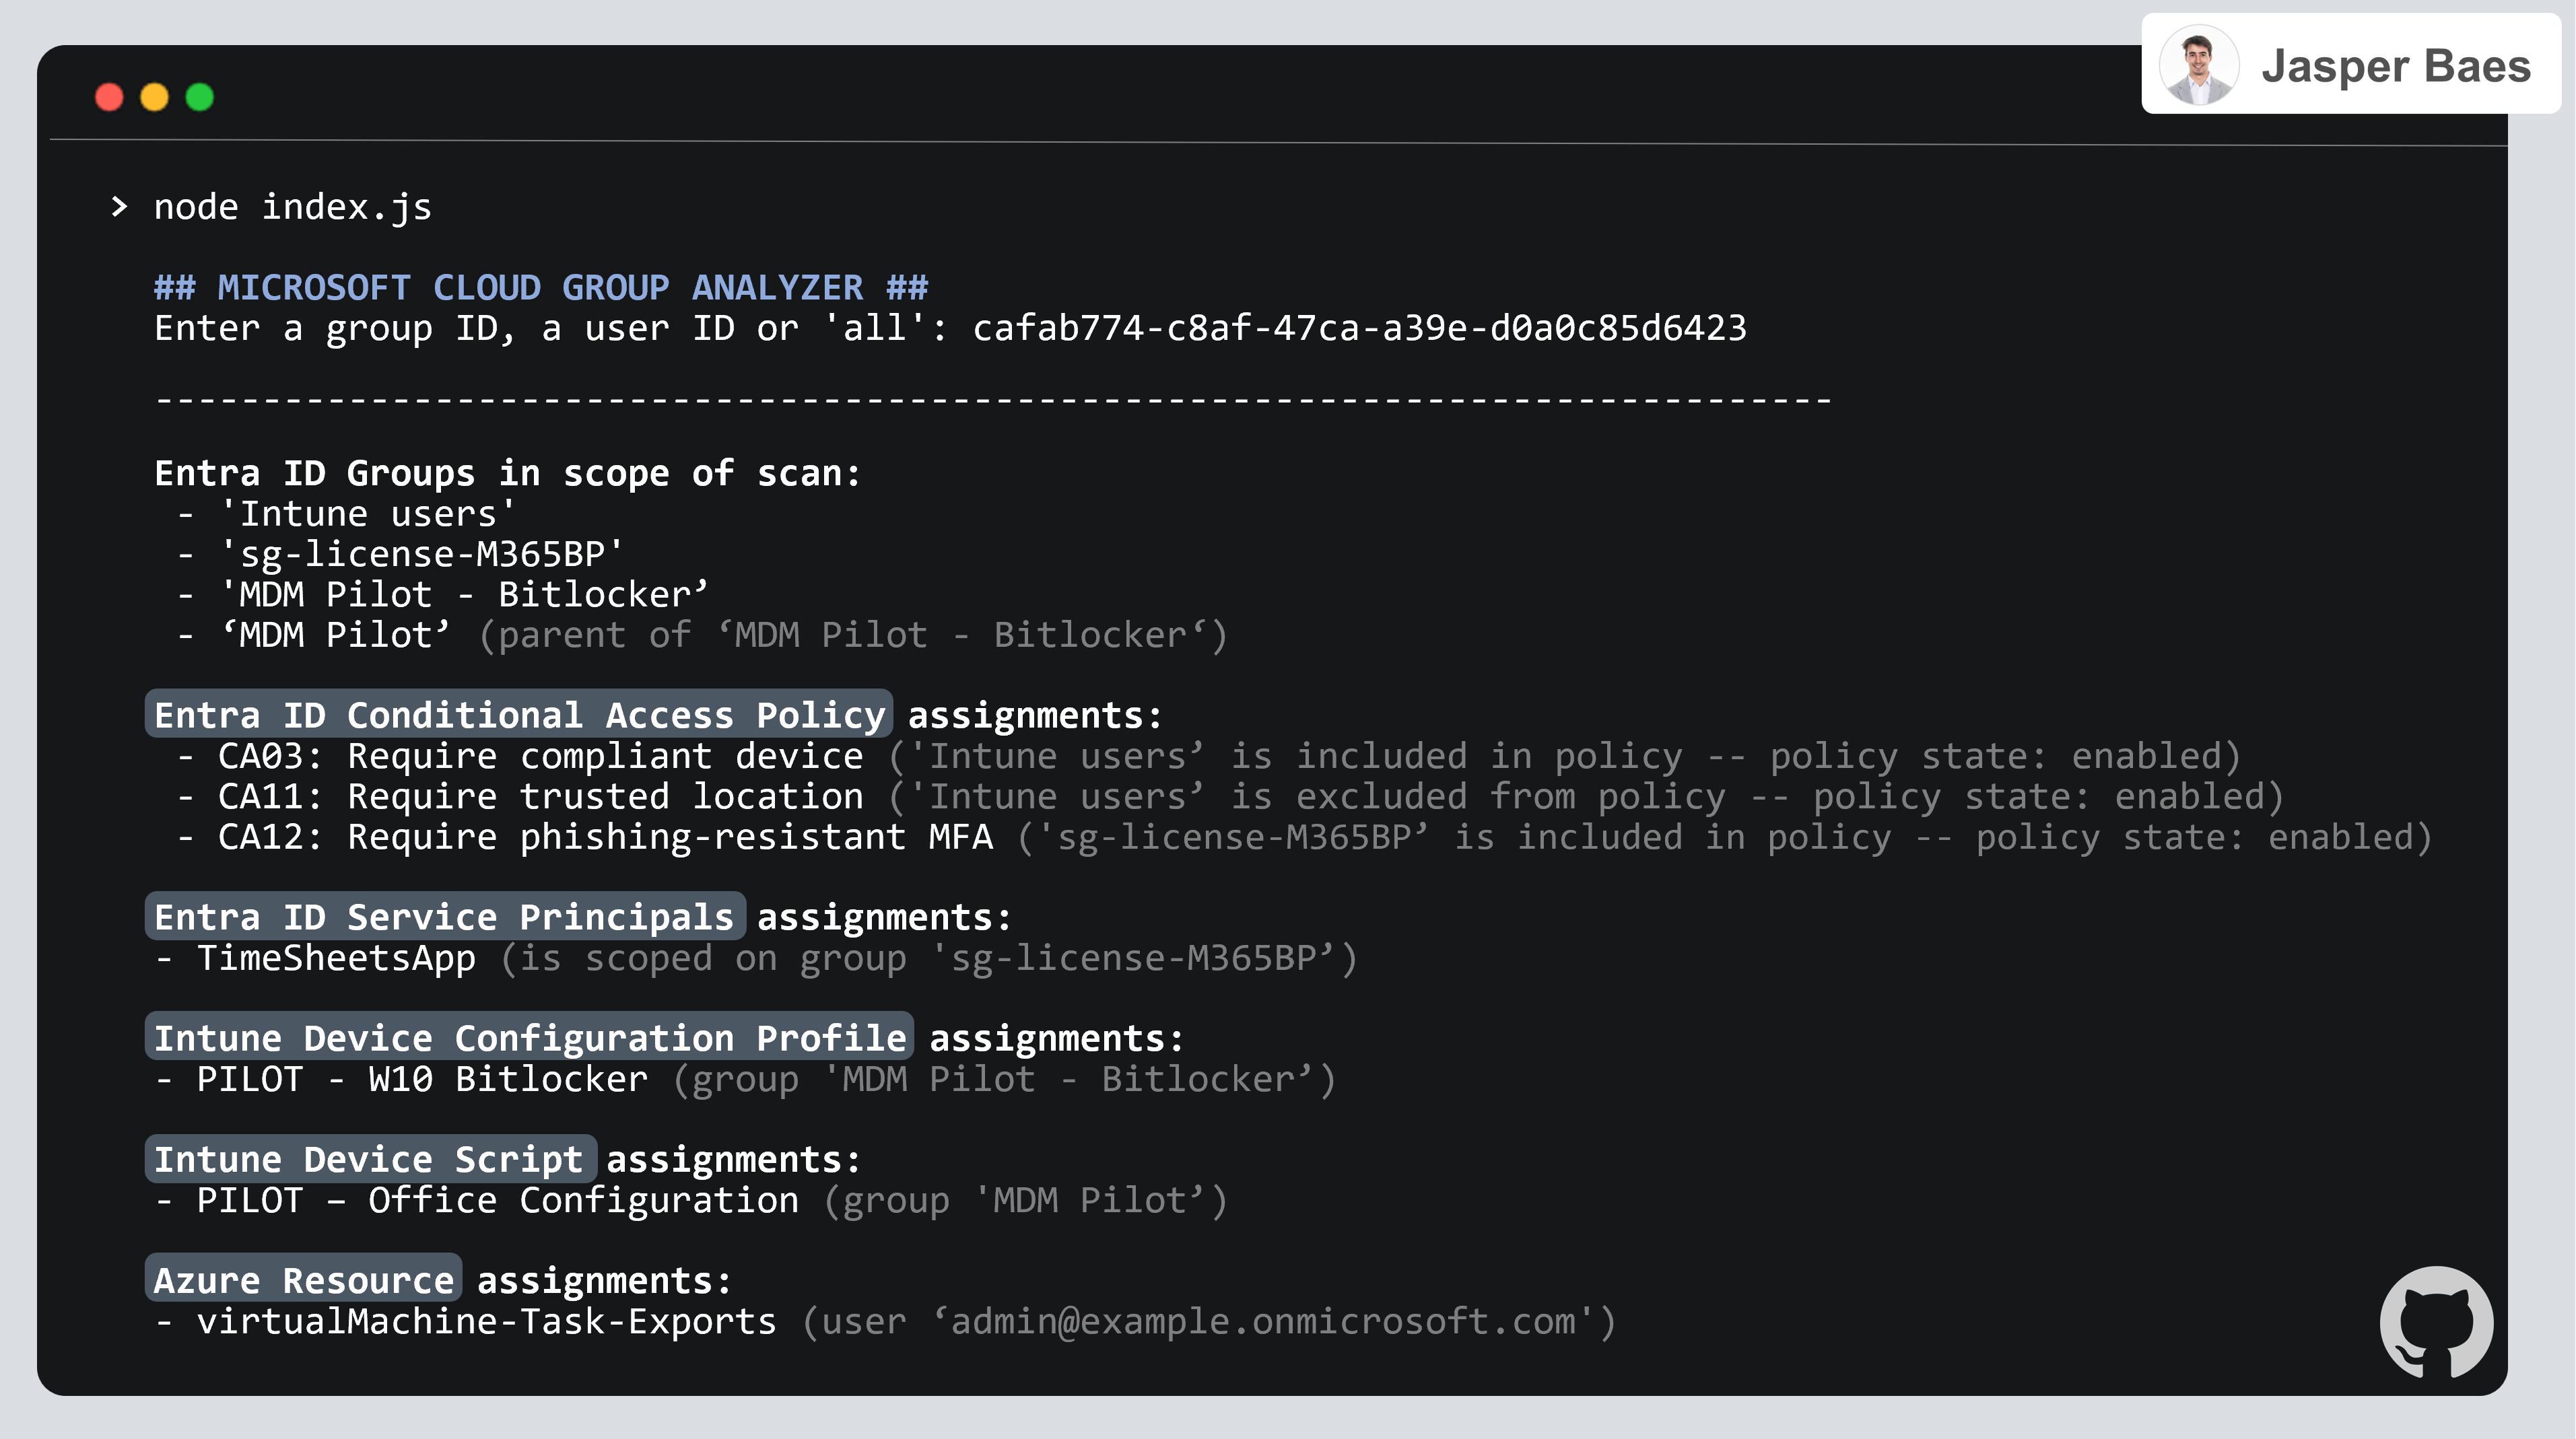 Jasper Baes
> node index.js
## MICROSOFT CLOUD GROUP ANALYZER ##
Enter a group ID, a user ID or 'all': cafab774-c8af-47ca-a39e-d0a0c85d6423
------------------------------------------------------------------------------
Entra ID Groups in scope of scan:
- 'Intune users'
- 'sg-license-M365BP'
- 'MDM Pilot - Bitlocker’
- ‘MDM Pilot’ (parent of ‘MDM Pilot - Bitlocker‘)
Entra ID Conditional Access Policy assignments:
- CA03: Require compliant device ('Intune users’ is included in policy -- policy state: enabled)
- CA11: Require trusted location ('Intune users’ is excluded from policy -- policy state: enabled)
- CA12: Require phishing-resistant MFA ('sg-license-M365BP’ is included in policy -- policy state: enabled)
Entra ID Service Principals assignments:
- TimeSheetsApp (is scoped on group 'sg-license-M365BP’)
Intune Device Configuration Profile assignments:
- PILOT - W10 Bitlocker (group 'MDM Pilot - Bitlocker’)
Intune Device Script assignments:
- PILOT – Office Configuration (group 'MDM Pilot’)
Azure Resource assignments:
- virtualMachine-Task-Exports (user ‘admin@example.onmicrosoft.com')